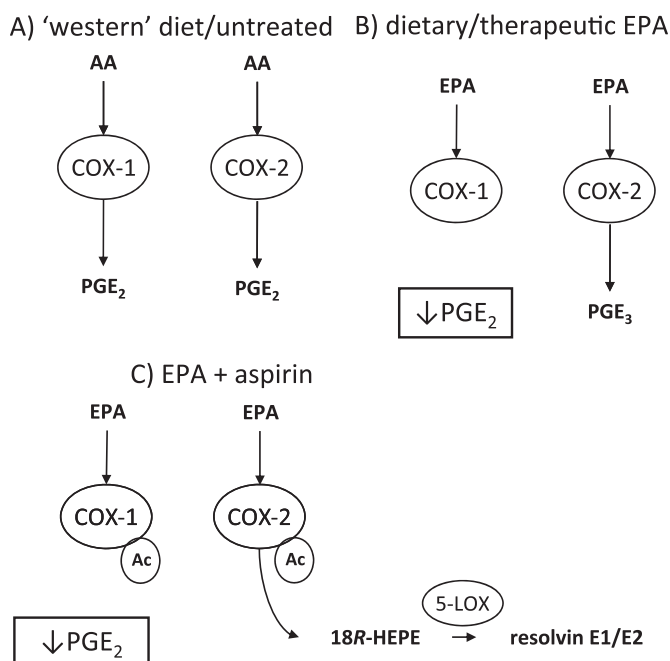 A) ‘western’ diet/untreated
AA AA
COX-1 COX-2
PGE₂ PGE₂
B) dietary/therapeutic EPA
EPA EPA
COX-1 COX-2
↓PGE₂ PGE₃
C) EPA + aspirin
EPA EPA
COX-1 COX-2
Ac Ac
5-LOX
↓PGE₂
18R-HEPE → resolvin E1/E2